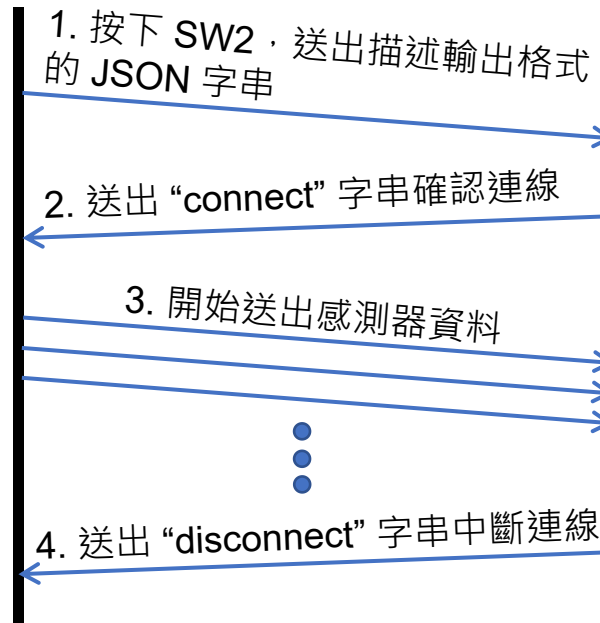 1. 按下 SW2，送出描述輸出格式
的 JSON 字串
2. 送出 “connect” 字串確認連線
3. 開始送出感測器資料
4. 送出 “disconnect” 字串中斷連線